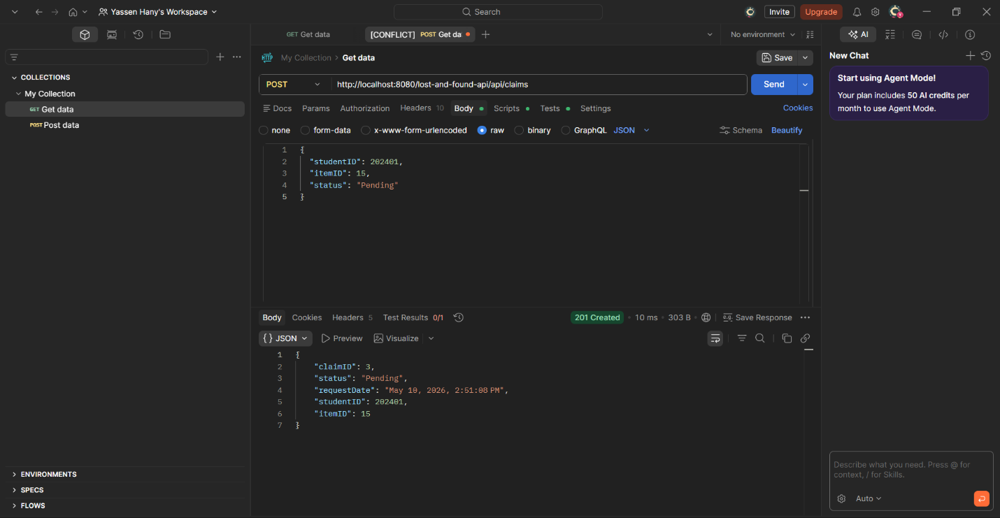 Yassen Hany's Workspace
Search
Invite
Upgrade
GET Get data
[CONFLICT] POST Get da
No environment
AI
My Collection > Get data
Save
New Chat
COLLECTIONS
My Collection
GET Get data
POST Post data
POST
http://localhost:8080/lost-and-found-api/api/claims
Send
Start using Agent Mode!
Your plan includes 50 AI credits per
month to use Agent Mode.
Docs Params Authorization Headers 10 Body Scripts Tests Settings
Cookies
none form-data x-www-form-urlencoded raw binary GraphQL JSON
Schema Beautify
1 {
2 "studentID": 202401,
3 "itemID": 15,
4 "status": "Pending"
5 }
Body Cookies Headers 5 Test Results 0/1
201 Created • 10 ms • 303 B
e.g. Save Response
{ } JSON Preview Visualize
1 {
2 "claimID": 3,
3 "status": "Pending",
4 "requestDate": "May 10, 2026, 2:51:08 PM",
5 "studentID": 202401,
6 "itemID": 15
7 }
ENVIRONMENTS
SPECS
FLOWS
Describe what you need. Press @ for
context, / for Skills.
Auto